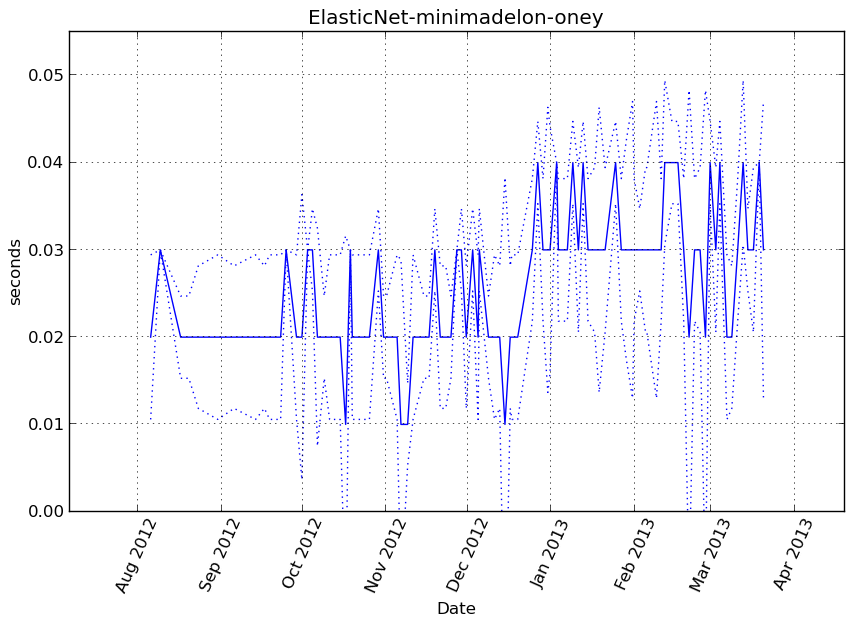 ElasticNet-minimadelon-oney
0.05
0.04
0.03
0.02
0.01
0.00
seconds
Aug 2012
Sep 2012
Oct 2012
Nov 2012
Dec 2012
Jan 2013
Feb 2013
Mar 2013
Apr 2013
Date